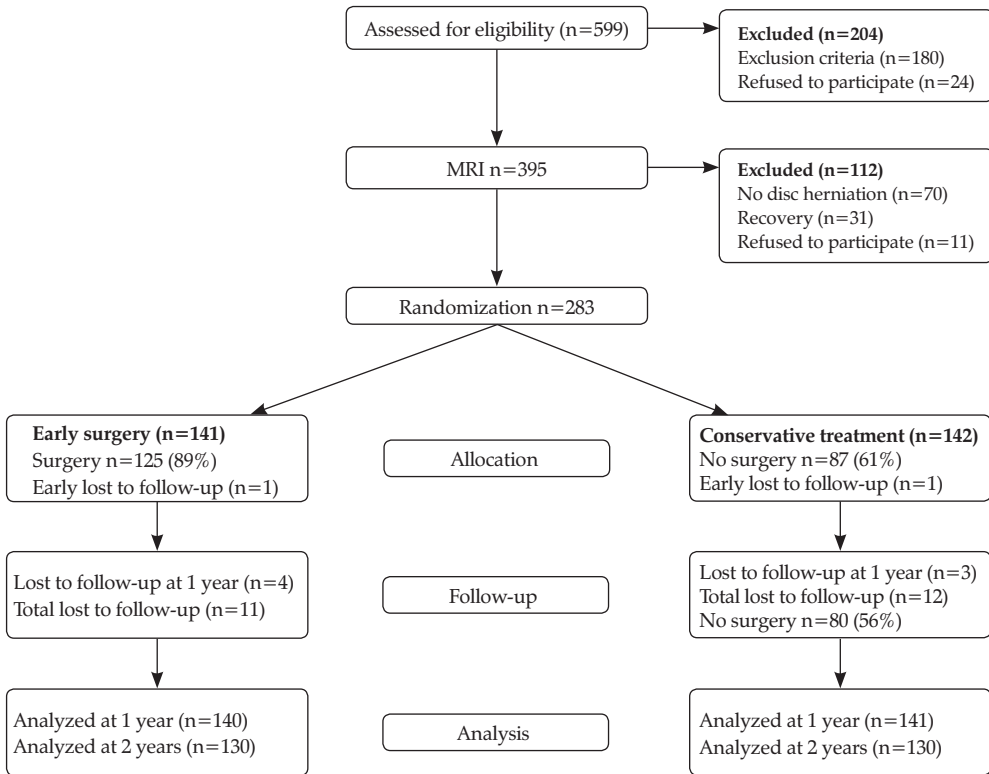 Assessed for eligibility (n=599)
Excluded (n=204)
Exclusion criteria (n=180)
Refused to participate (n=24)
MRI n=395
Excluded (n=112)
No disc herniation (n=70)
Recovery (n=31)
Refused to participate (n=11)
Randomization n=283
Early surgery (n=141)
Surgery n=125 (89%)
Early lost to follow-up (n=1)
Allocation
Conservative treatment (n=142)
No surgery n=87 (61%)
Early lost to follow-up (n=1)
Lost to follow-up at 1 year (n=4)
Total lost to follow-up (n=11)
Follow-up
Lost to follow-up at 1 year (n=3)
Total lost to follow-up (n=12)
No surgery n=80 (56%)
Analyzed at 1 year (n=140)
Analyzed at 2 years (n=130)
Analysis
Analyzed at 1 year (n=141)
Analyzed at 2 years (n=130)